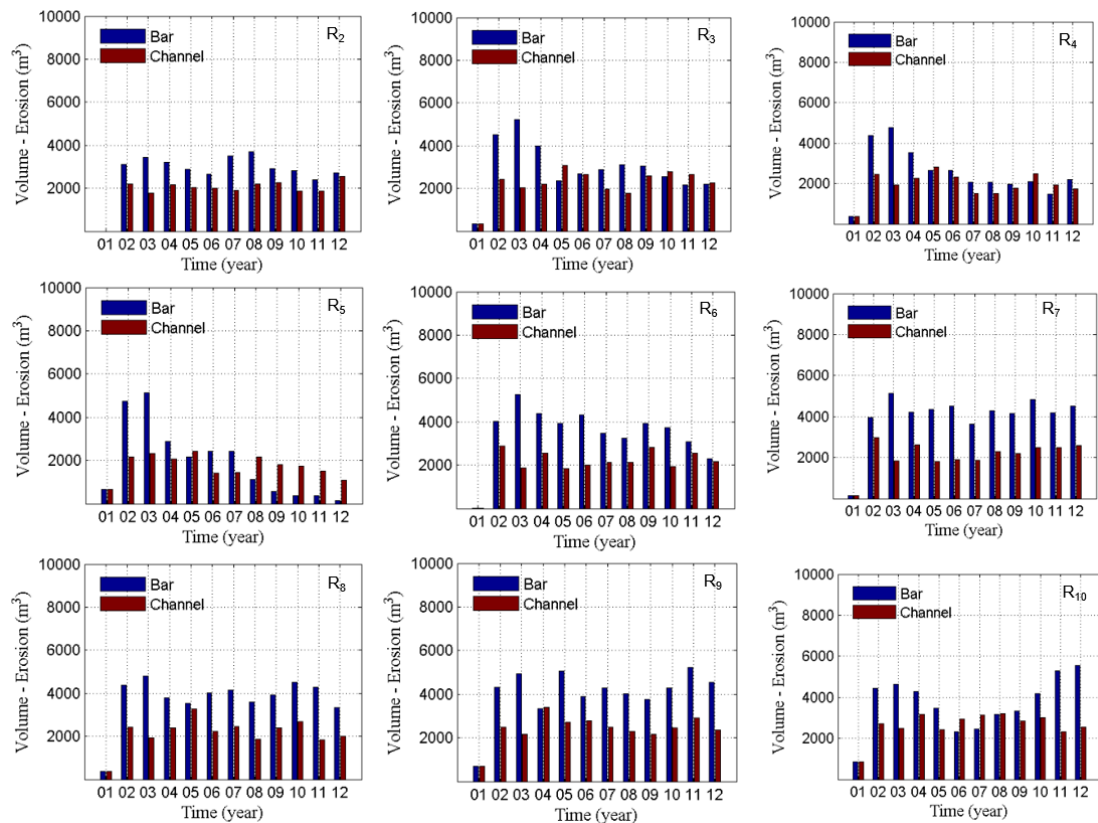 10000
8000
6000
4000
2000
Volume - Erosion (m³)
Bar
Channel
R₂
01 02 03 04 05 06 07 08 09 10 11 12
Time (year)
10000
8000
6000
4000
2000
Volume - Erosion (m³)
Bar
Channel
R₃
01 02 03 04 05 06 07 08 09 10 11 12
Time (year)
10000
8000
6000
4000
2000
Volume - Erosion (m³)
Bar
Channel
R₄
01 02 03 04 05 06 07 08 09 10 11 12
Time (year)
10000
8000
6000
4000
2000
Volume - Erosion (m³)
Bar
Channel
R₅
01 02 03 04 05 06 07 08 09 10 11 12
Time (year)
10000
8000
6000
4000
2000
Volume - Erosion (m³)
Bar
Channel
R₆
01 02 03 04 05 06 07 08 09 10 11 12
Time (year)
10000
8000
6000
4000
2000
Volume - Erosion (m³)
Bar
Channel
R₇
01 02 03 04 05 06 07 08 09 10 11 12
Time (year)
10000
8000
6000
4000
2000
Volume - Erosion (m³)
Bar
Channel
R₈
01 02 03 04 05 06 07 08 09 10 11 12
Time (year)
10000
8000
6000
4000
2000
Volume - Erosion (m³)
Bar
Channel
R₉
01 02 03 04 05 06 07 08 09 10 11 12
Time (year)
10000
8000
6000
4000
2000
Volume - Erosion (m³)
Bar
Channel
R₁₀
01 02 03 04 05 06 07 08 09 10 11 12
Time (year)